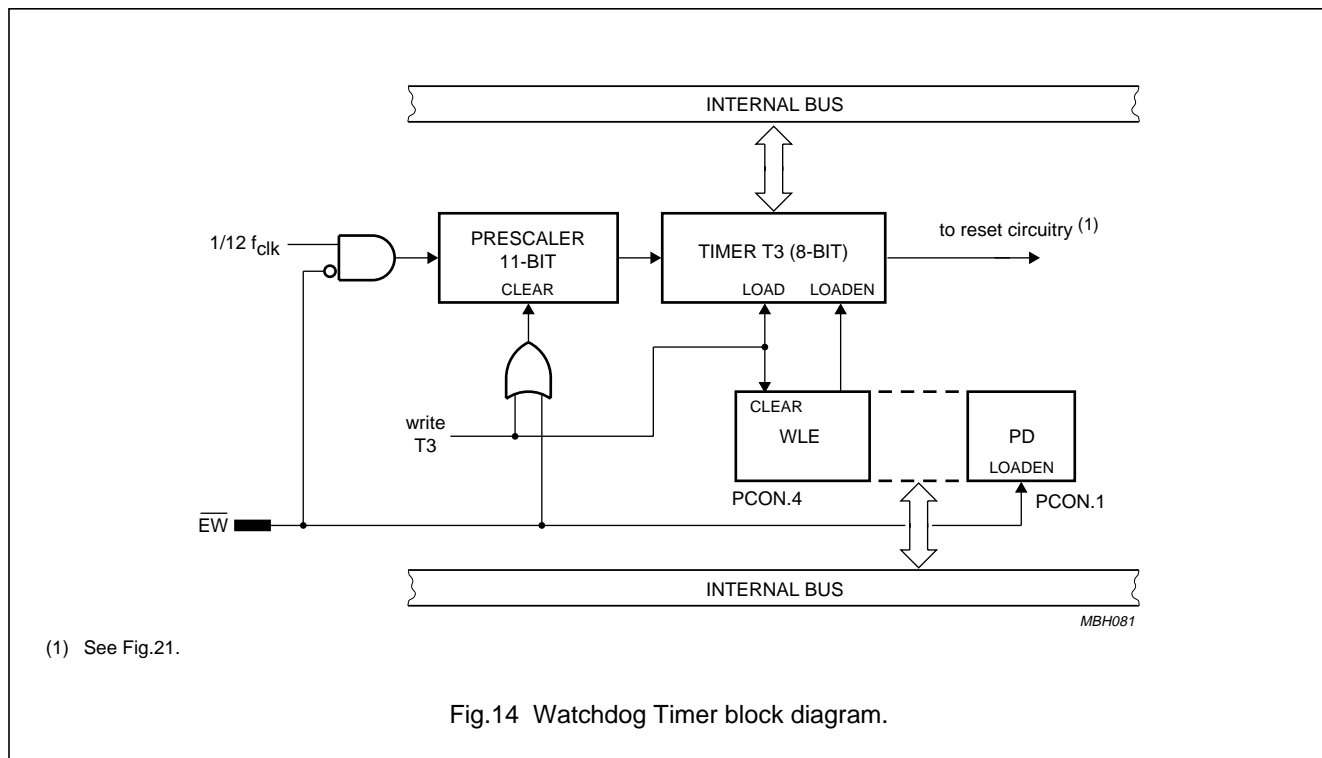 INTERNAL BUS
1/12 fclk
PRESCALER
11-BIT
CLEAR
TIMER T3 (8-BIT)
LOAD LOADEN
to reset circuitry (1)
write
T3
CLEAR
WLE
PCON.4
PD
LOADEN
PCON.1
EW
INTERNAL BUS
MBH081
(1) See Fig.21.
Fig.14 Watchdog Timer block diagram.